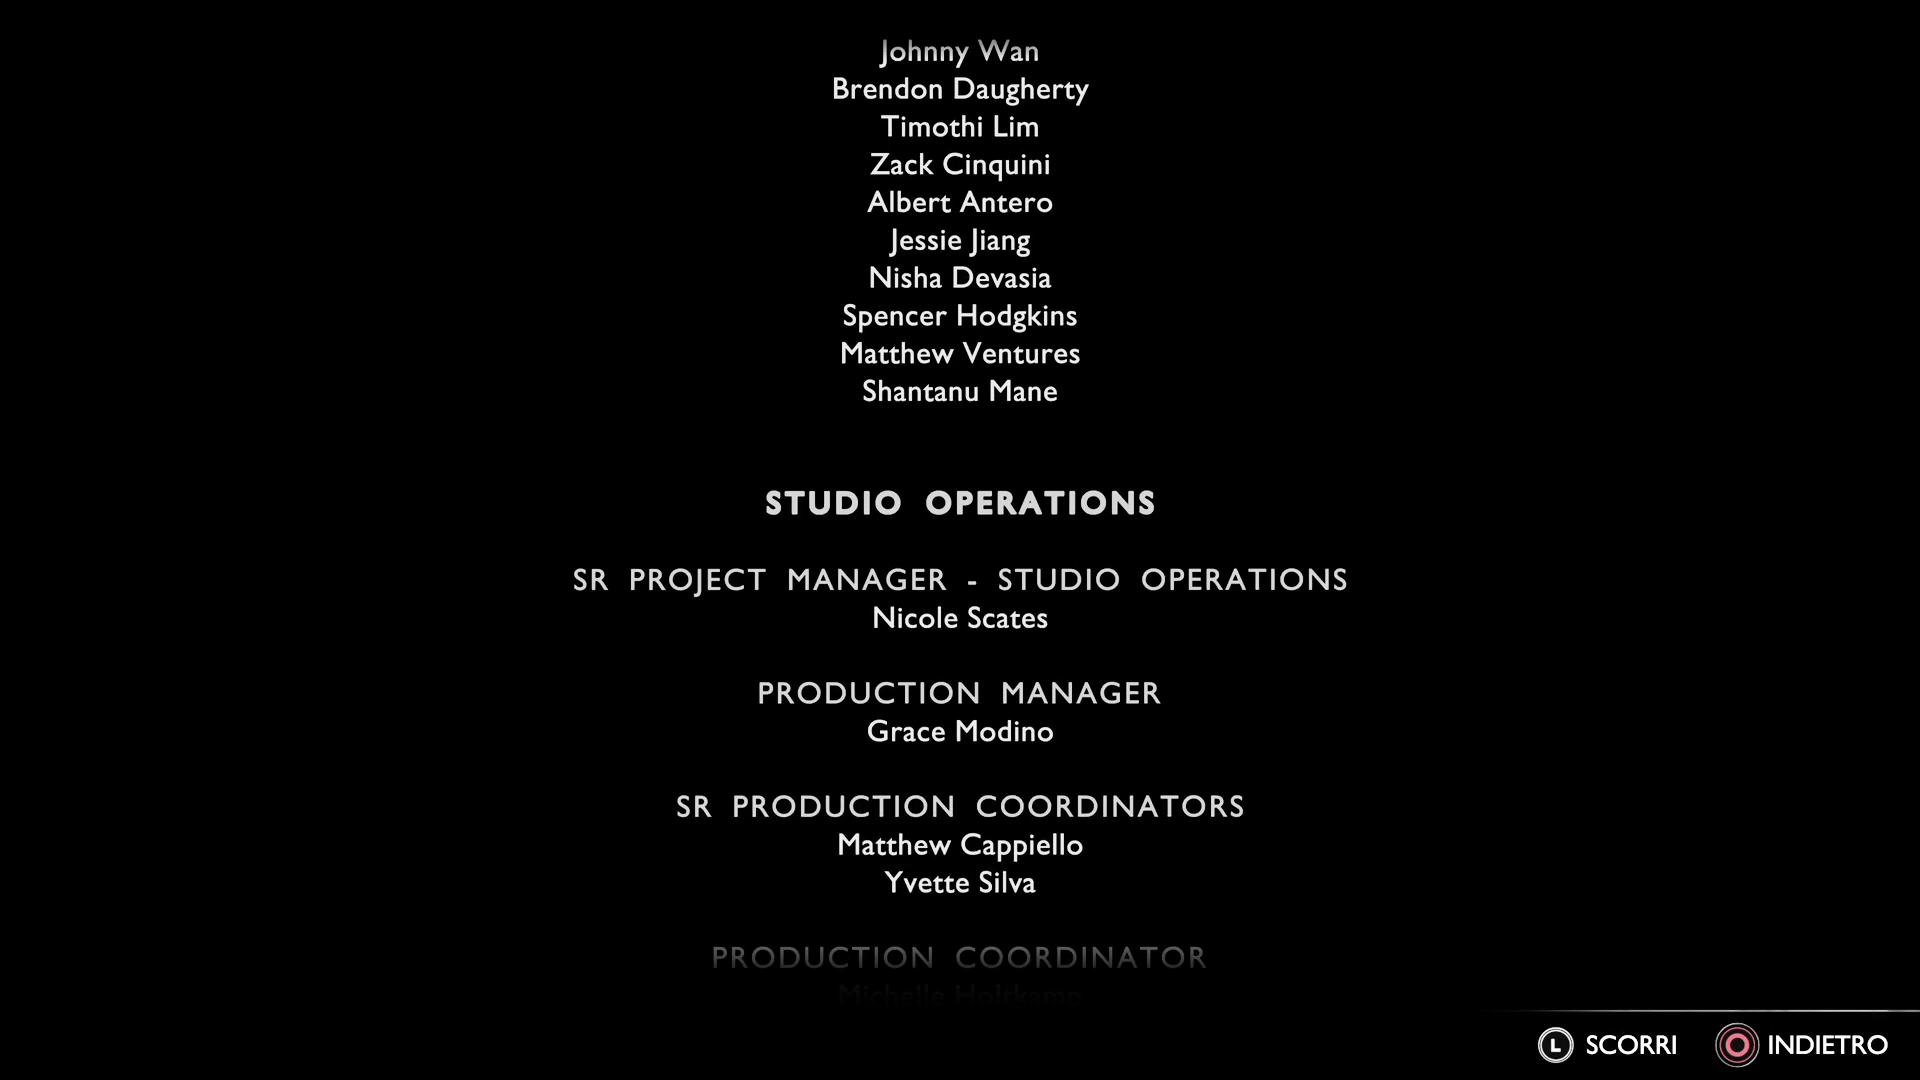 Johnny Wan
Brendon Daugherty
Timothi Lim
Zack Cinquini
Albert Antero
Jessie Jiang
Nisha Devasia
Spencer Hodgkins
Matthew Ventures
Shantanu Mane
STUDIO OPERATIONS
SR PROJECT MANAGER - STUDIO OPERATIONS
Nicole Scates
PRODUCTION MANAGER
Grace Modino
SR PRODUCTION COORDINATORS
Matthew Cappiello
Yvette Silva
PRODUCTION COORDINATOR
Michelle Holtkamp
L SCORRI
INDIETRO